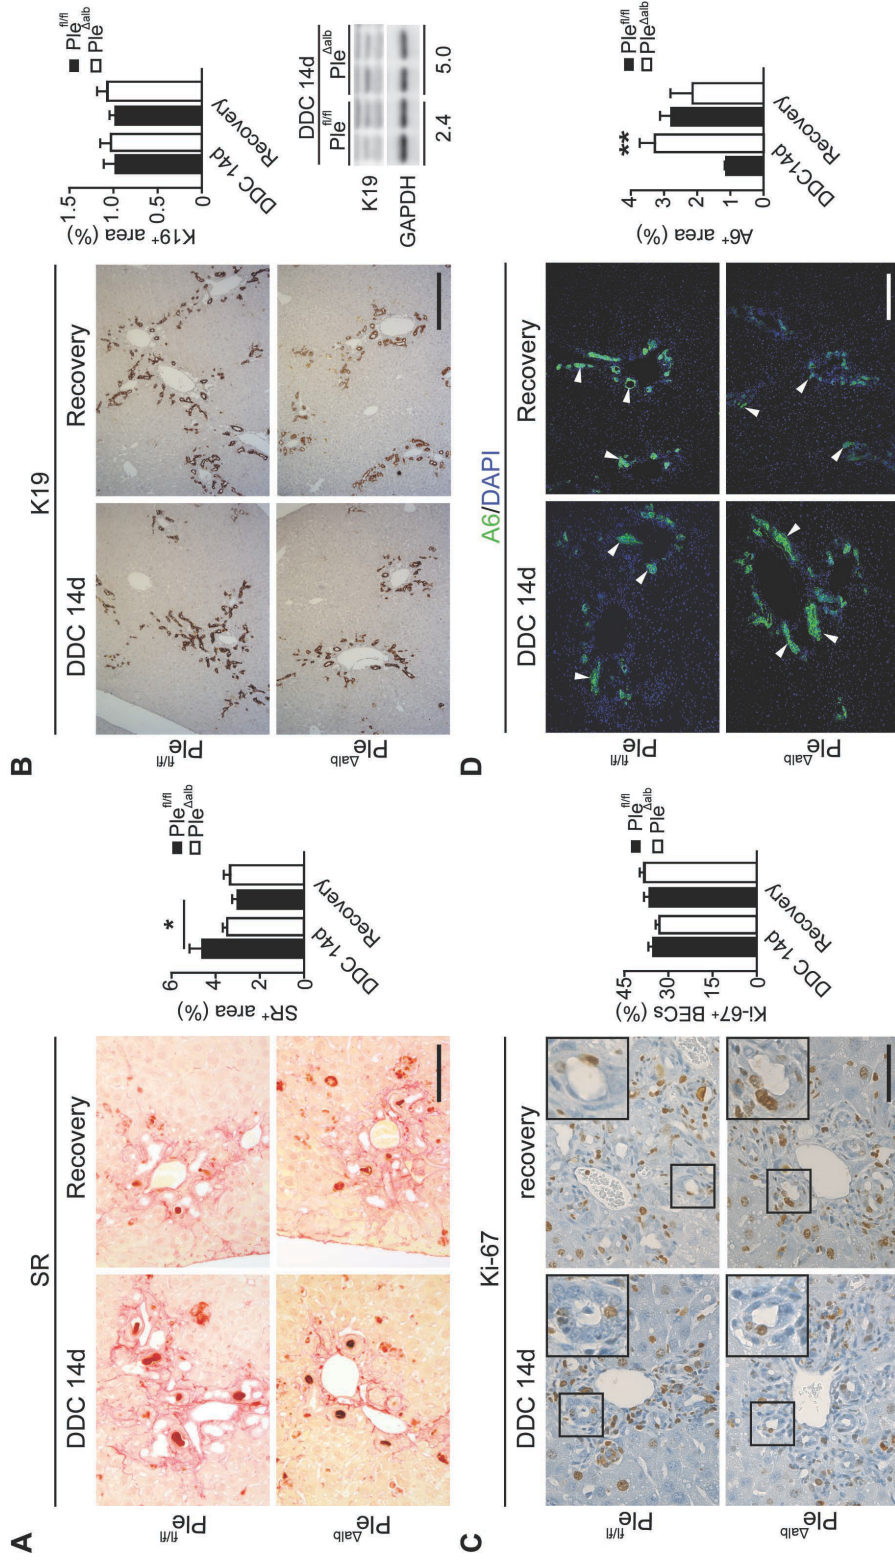 A
SR
DDC 14d
Recovery
Ple fl/fl
Ple Δalb
SR+ area (%)
6
4
2
0
*
DDC 14d
Recovery
Ple fl/fl
Ple Δalb
B
K19
DDC 14d
Recovery
Ple fl/fl
Ple Δalb
K19+ area (%)
1.5
1.0
0.5
0
DDC 14d
Recovery
Ple fl/fl
Ple Δalb
DDC 14d
Ple fl/fl
Ple Δalb
K19
GAPDH
2.4
5.0
C
Ki-67
DDC 14d
recovery
Ple fl/fl
Ple Δalb
Ki-67+ BECs (%)
45
30
15
0
DDC 14d
Recovery
Ple fl/fl
Ple Δalb
D
A6/DAPI
DDC 14d
Recovery
Ple fl/fl
Ple Δalb
A6+ area (%)
4
3
2
1
0
**
DDC14d
Recovery
Ple fl/fl
Ple Δalb